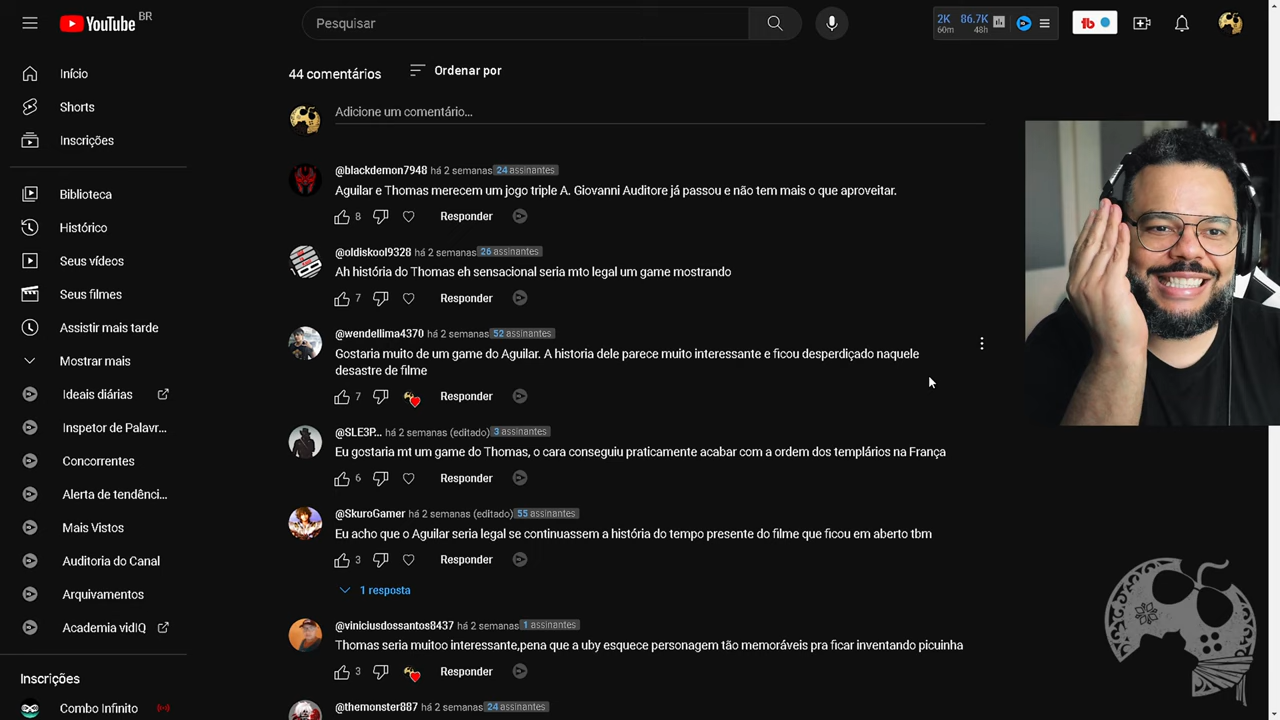 YouTube BR
Pesquisar
2K 86.7K
60m 48h
tb
Início
Shorts
Inscrições
Biblioteca
Histórico
Seus vídeos
Seus filmes
Assistir mais tarde
Mostrar mais
Ideais diárias
Inspetor de Palavr...
Concorrentes
Alerta de tendênci...
Mais Vistos
Auditoria do Canal
Arquivamentos
Academia vidIQ
Inscrições
Combo Infinito
44 comentários Ordenar por
Adicione um comentário...
@blackdemon7948 há 2 semanas 24 assinantes
Aguilar e Thomas merecem um jogo triple A. Giovanni Auditore já passou e não tem mais o que aproveitar.
8 Responder
@oldiskool9328 há 2 semanas 26 assinantes
Ah história do Thomas eh sensacional seria mto legal um game mostrando
7 Responder
@wendellima4370 há 2 semanas 52 assinantes
Gostaria muito de um game do Aguilar. A historia dele parece muito interessante e ficou desperdiçado naquele
desastre de filme
7 Responder
@SLE3P... há 2 semanas (editado) 3 assinantes
Eu gostaria mt um game do Thomas, o cara conseguiu praticamente acabar com a ordem dos templários na França
6 Responder
@SkuroGamer há 2 semanas (editado) 55 assinantes
Eu acho que o Aguilar seria legal se continuassem a história do tempo presente do filme que ficou em aberto tbm
3 Responder
1 resposta
@viniciusdossantos8437 há 2 semanas 1 assinantes
Thomas seria muitoo interessante,pena que a uby esquece personagem tão memoráveis pra ficar inventando picuinha
3 Responder
@themonster887 há 2 semanas 24 assinantes